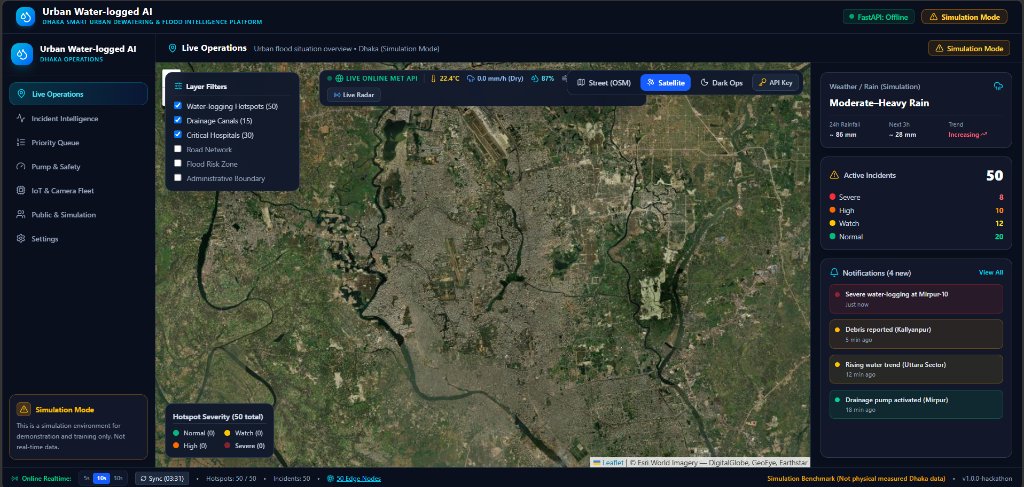 Urban Water-logged AI
DHAKA SMART URBAN DEWATERING & FLOOD INTELLIGENCE PLATFORM
FastAPI: Offline
Simulation Mode
Urban Water-logged AI
DHAKA OPERATIONS
Live Operations
Urban flood situation overview • Dhaka (Simulation Mode)
Simulation Mode
Live Operations
Incident Intelligence
Priority Queue
Pump & Safety
IoT & Camera Fleet
Public & Simulation
Settings
Simulation Mode
This is a simulation environment for
demonstration and training only. Not
real-time data.
Layer Filters
Water-logging Hotspots (50)
Drainage Canals (15)
Critical Hospitals (30)
Road Network
Flood Risk Zone
Administrative Boundary
LIVE ONLINE MET API
22.4°C
0.0 mm/h (Dry)
87%
Live Radar
Street (OSM)
Satellite
Dark Ops
API Key
Hotspot Severity (50 total)
Normal (0)
Watch (0)
High (0)
Severe (0)
Leaflet | © Esri World Imagery — DigitalGlobe, GeoEye, Earthstar
Weather / Rain (Simulation)
Moderate–Heavy Rain
24h Rainfall
~ 86 mm
Next 3h
~ 28 mm
Trend
Increasing
Active Incidents
50
Severe
8
High
10
Watch
12
Normal
20
Notifications (4 new)
View All
Severe water-logging at Mirpur-10
Just now
Debris reported (Kallyanpur)
5 min ago
Rising water trend (Uttara Sector)
12 min ago
Drainage pump activated (Mirpur)
18 min ago
Online Realtime:
5s
10s
30s
Sync (03:31)
• Hotspots: 50 / 50
• Incidents: 50
• 50 Edge Nodes
Simulation Benchmark (Not physical measured Dhaka data)
• v1.0.0-hackathon